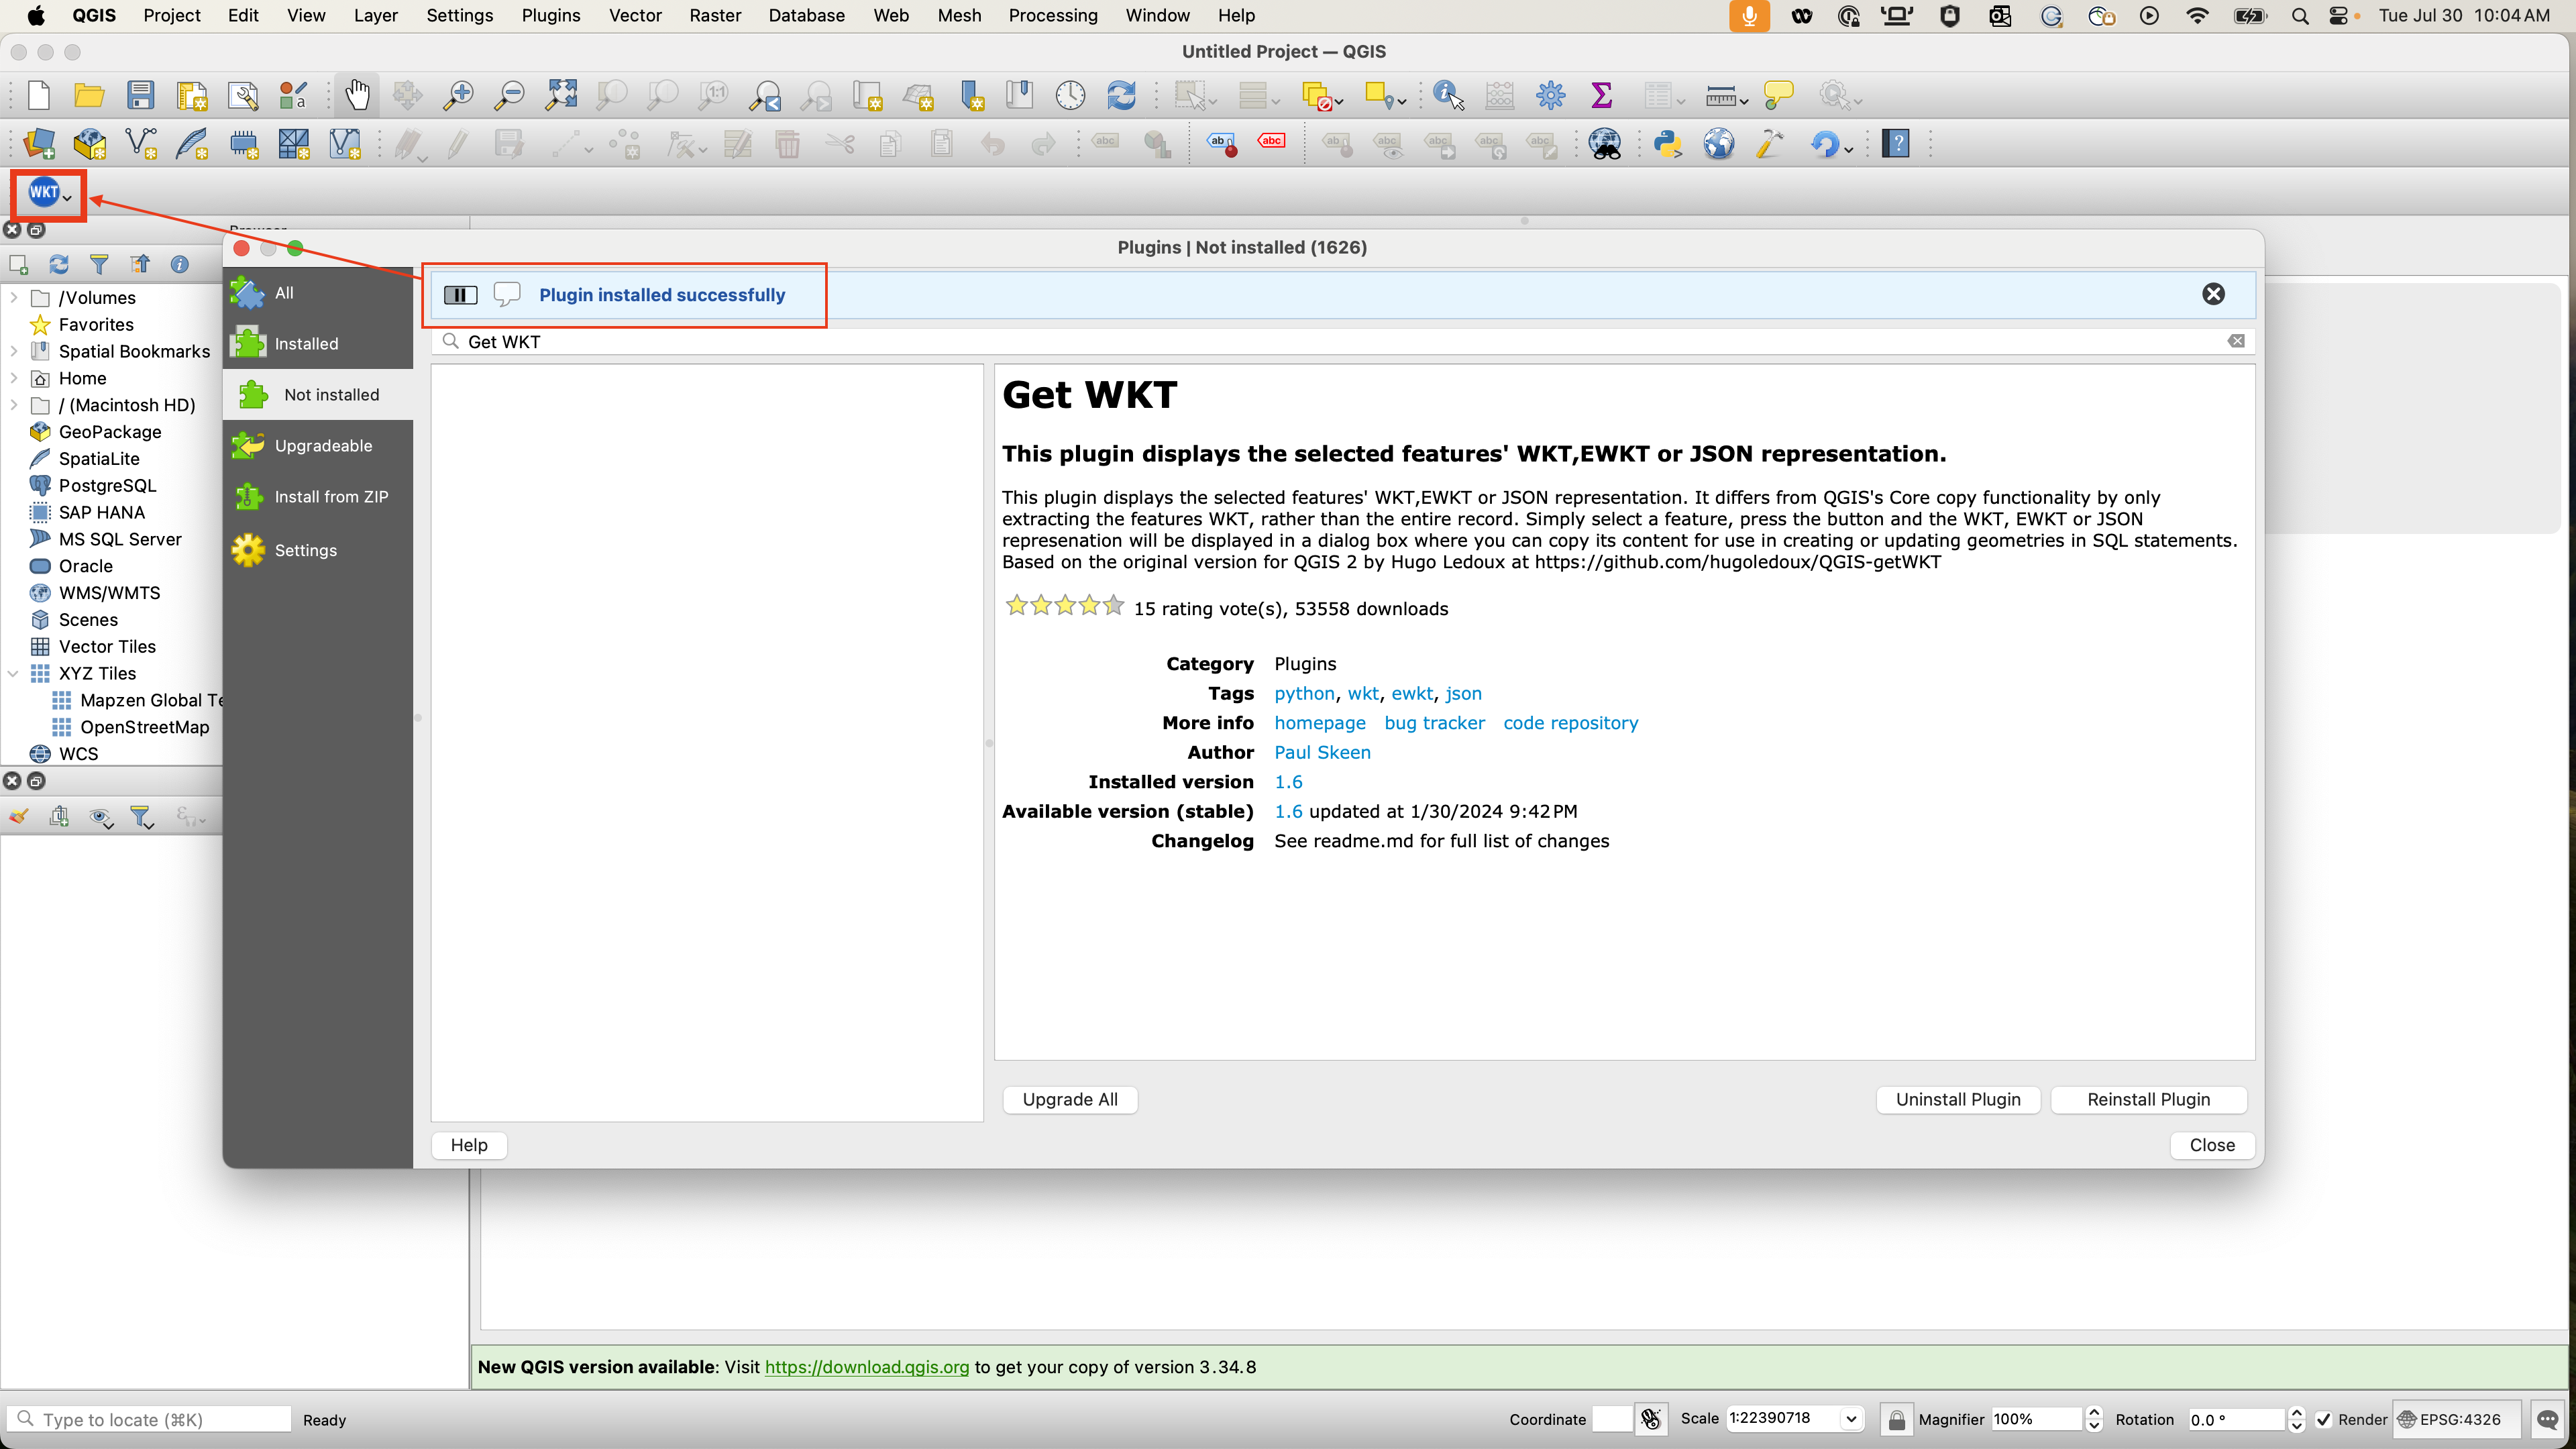 QGIS Project Edit View Layer Settings Plugins Vector Raster Database Web Mesh Processing Window Help Tue Jul 30 10:04 AM
Untitled Project — QGIS
WKT
Plugins | Not installed (1626)
Plugin installed successfully
Get WKT
All
Installed
Not installed
Upgradeable
Install from ZIP
Settings
/Volumes
Favorites
Spatial Bookmarks
Home
/ (Macintosh HD)
GeoPackage
SpatiaLite
PostgreSQL
SAP HANA
MS SQL Server
Oracle
WMS/WMTS
Scenes
Vector Tiles
XYZ Tiles
Mapzen Global Te
OpenStreetMap
WCS
Get WKT
This plugin displays the selected features' WKT,EWKT or JSON representation.
This plugin displays the selected features' WKT,EWKT or JSON representation. It differs from QGIS's Core copy functionality by only
extracting the features WKT, rather than the entire record. Simply select a feature, press the button and the WKT, EWKT or JSON
represenation will be displayed in a dialog box where you can copy its content for use in creating or updating geometries in SQL statements.
Based on the original version for QGIS 2 by Hugo Ledoux at https://github.com/hugoledoux/QGIS-getWKT
15 rating vote(s), 53558 downloads
Category Plugins
Tags python, wkt, ewkt, json
More info homepage bug tracker code repository
Author Paul Skeen
Installed version 1.6
Available version (stable) 1.6 updated at 1/30/2024 9:42 PM
Changelog See readme.md for full list of changes
Upgrade All Uninstall Plugin Reinstall Plugin
Help Close
New QGIS version available: Visit https://download.qgis.org to get your copy of version 3.34.8
Type to locate (⌘K) Ready Coordinate Scale 1:22390718 Magnifier 100% Rotation 0.0 ° Render EPSG:4326